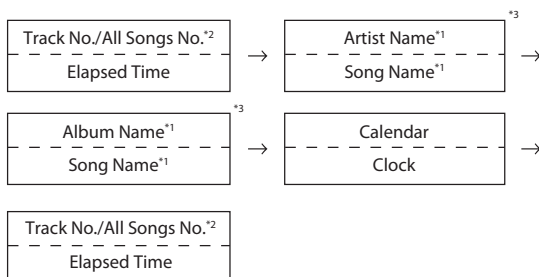 Track No./All Songs No.*2
Elapsed Time
→
Artist Name*1
Song Name*1
*3
→
Album Name*1
Song Name*1
*3
→
Calendar
Clock
→
Track No./All Songs No.*2
Elapsed Time